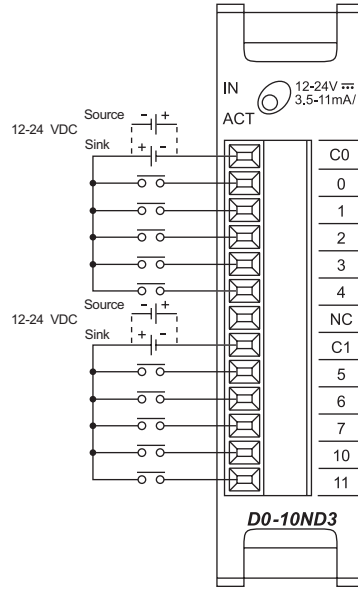 IN
12-24V
3.5-11mA/
ACT
Source - +
12-24 VDC
Sink + -
C0
0
1
2
3
4
Source - +
12-24 VDC
Sink + -
NC
C1
5
6
7
10
11
D0-10ND3